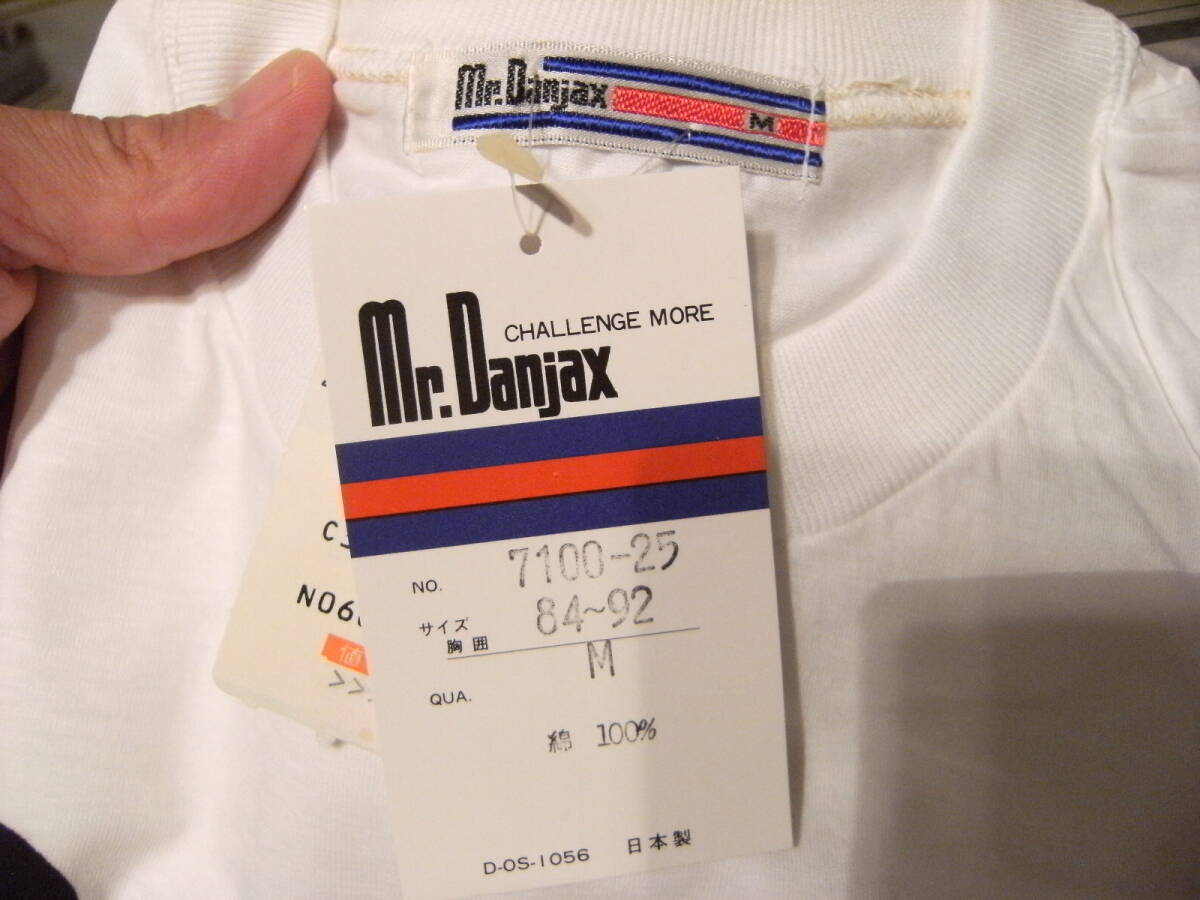 Mr. Danjax
M
CHALLENGE MORE
Mr. Danjax
NO. 7100-25
サイズ
胸囲 84~92
M
QUA.
綿 100%
D-OS-1056 日本製
値
>>